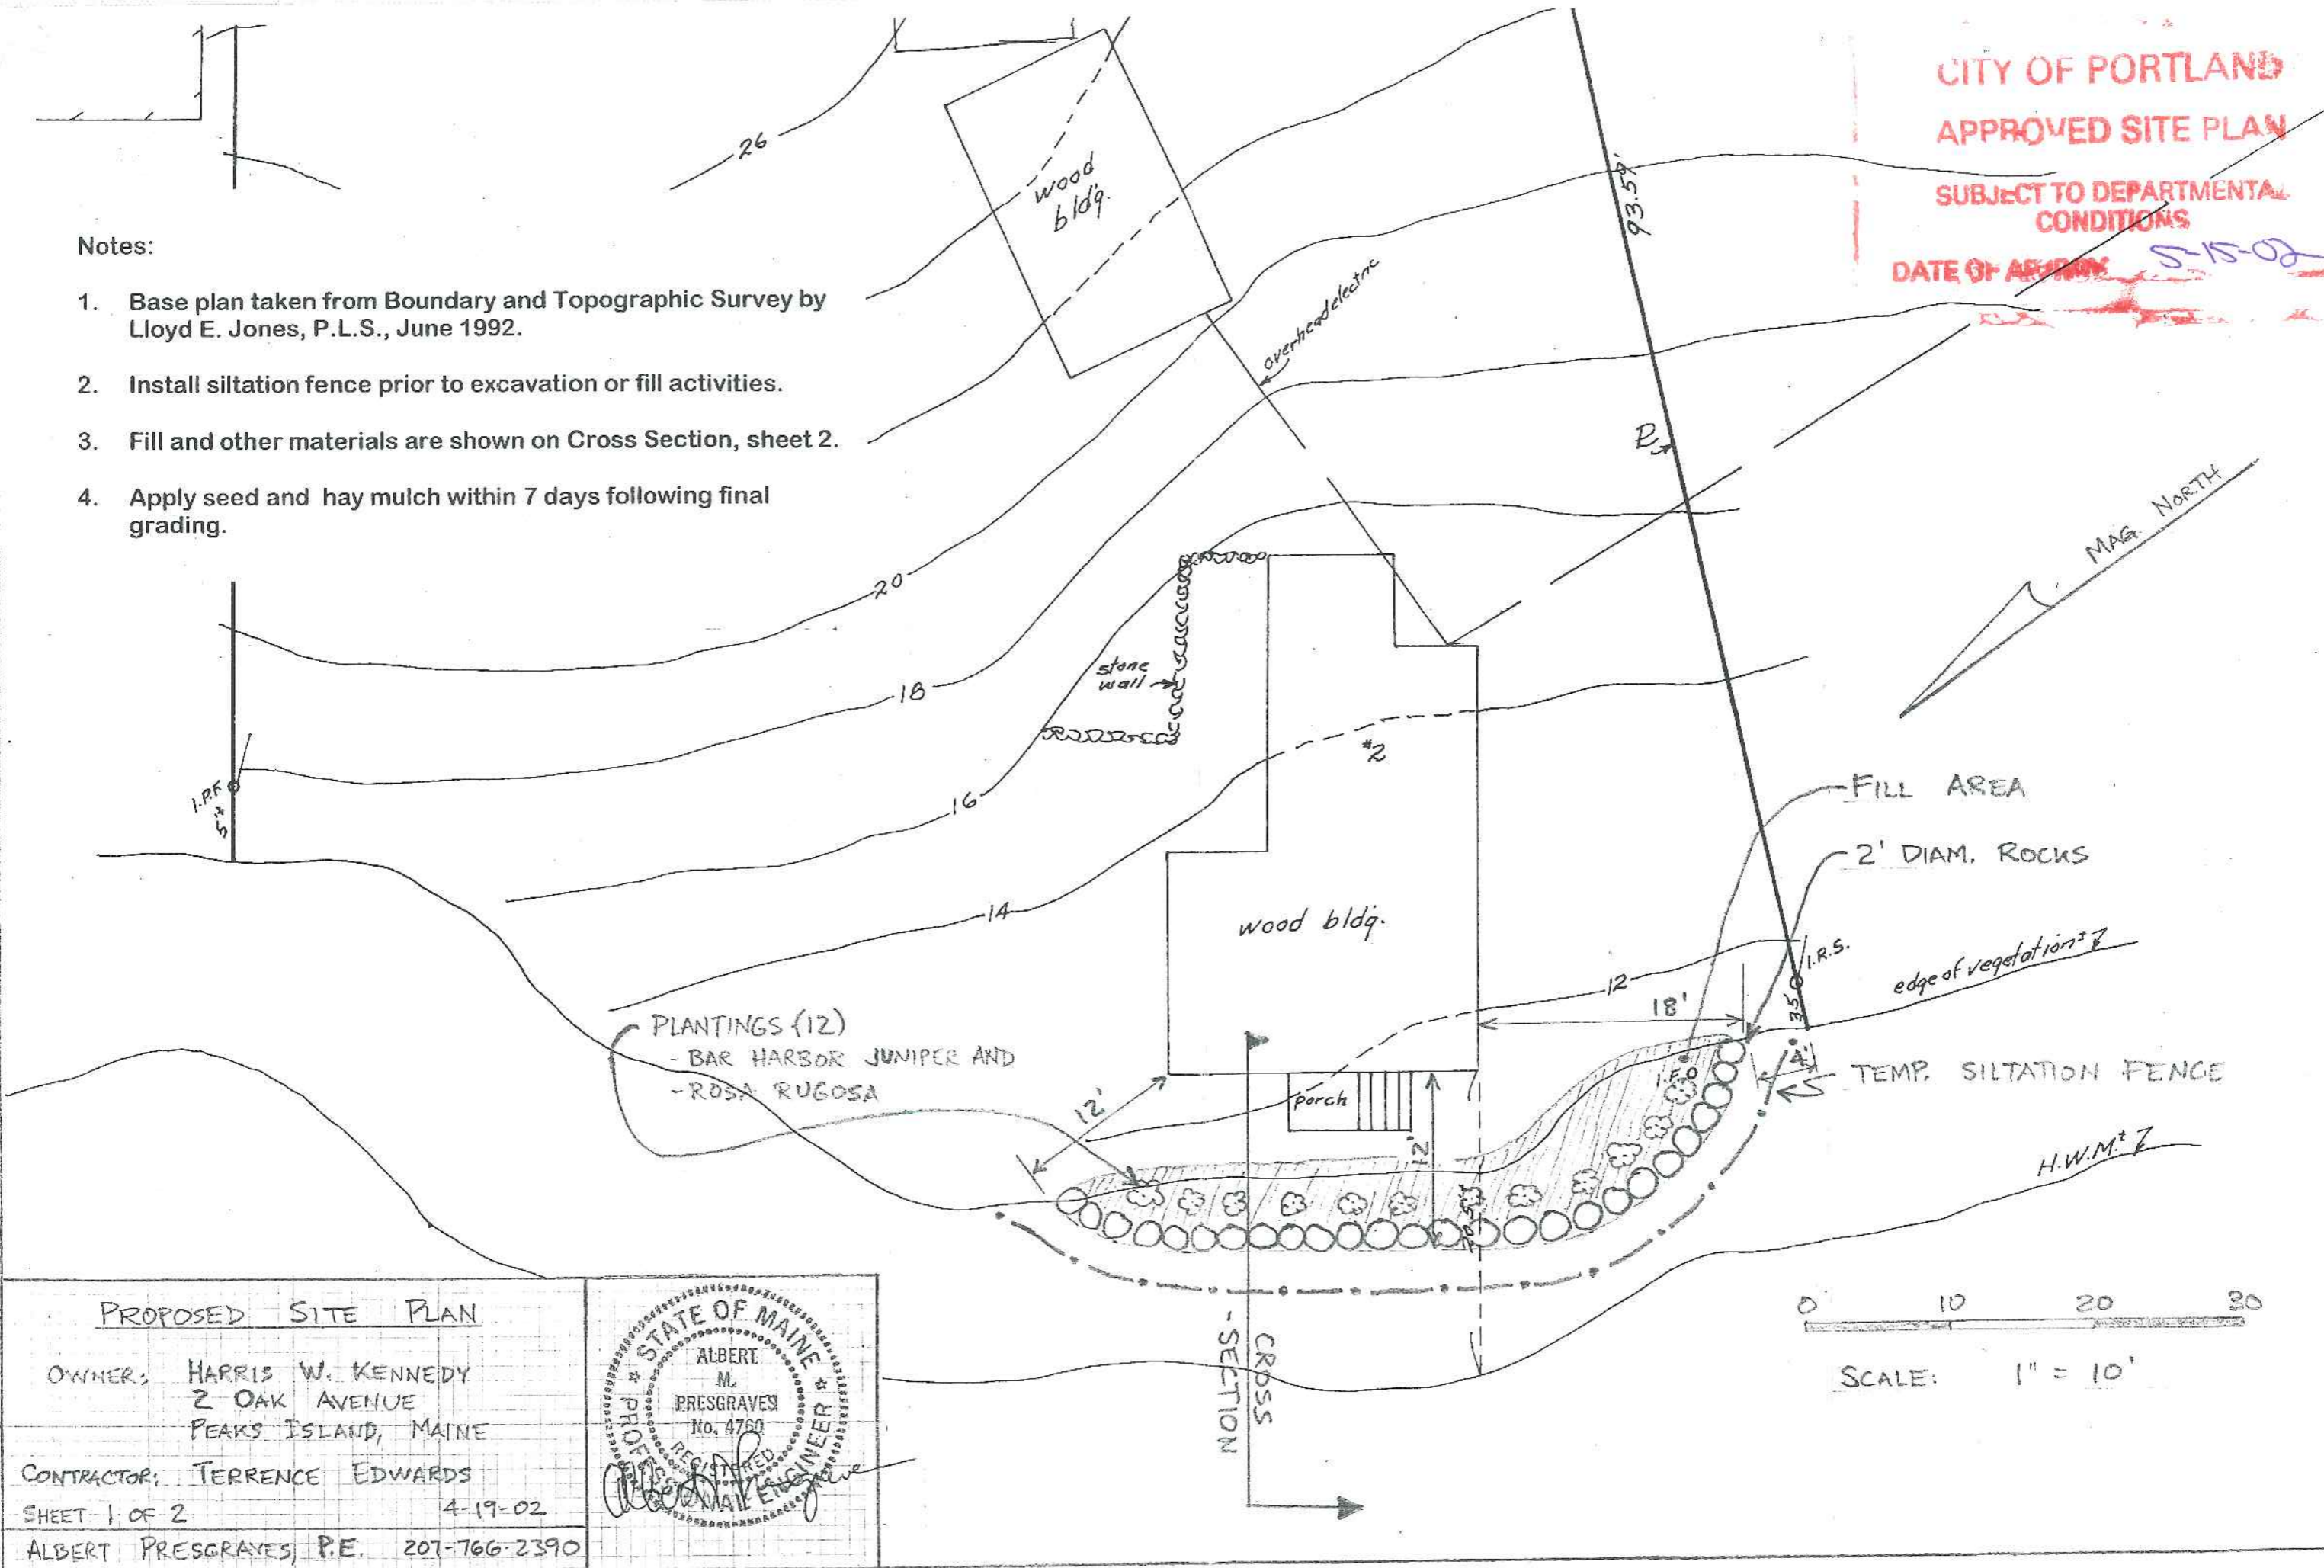 CITY OF PORTLAND
APPROVED SITE PLAN
SUBJECT TO DEPARTMENTAL
CONDITIONS
DATE OF
5-15-02
26
wood
bldg.
93.59'
overhead electric
Notes:
1. Base plan taken from Boundary and Topographic Survey by
Lloyd E. Jones, P.L.S., June 1992.
2. Install siltation fence prior to excavation or fill activities.
3. Fill and other materials are shown on Cross Section, sheet 2.
4. Apply seed and hay mulch within 7 days following final
grading.
MAG. NORTH
20
stone
wall
18
#2
I.P.F.
16
FILL AREA
2' DIAM. ROCKS
14
wood bldg.
I.R.S.
edge of vegetation±
12
18'
3.5
PLANTINGS (12)
- BAR HARBOR JUNIPER AND
- ROSA RUGOSA
4'
TEMP. SILTATION FENCE
12'
porch
12'
H.W.M.±
CROSS
-SECTION
0 10 20 30
SCALE: 1" = 10'
PROPOSED SITE PLAN
OWNER: HARRIS W. KENNEDY
2 OAK AVENUE
PEAKS ISLAND, MAINE
CONTRACTOR: TERRENCE EDWARDS
SHEET 1 OF 2 4-19-02
ALBERT PRESGRAVES, P.E. 207-766-2390
STATE OF MAINE
ALBERT
M.
PRESGRAVES
No. 4760
REGISTERED